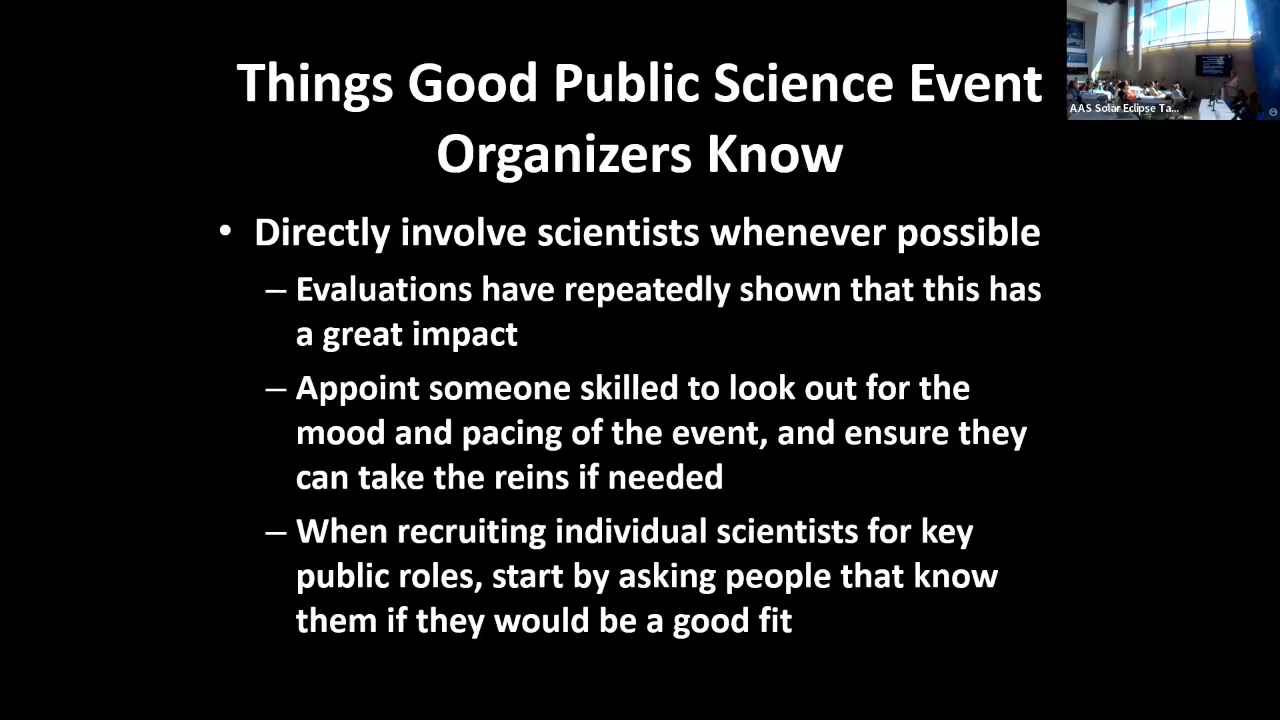 Things Good Public Science Event
Organizers Know
• Directly involve scientists whenever possible
– Evaluations have repeatedly shown that this has
a great impact
– Appoint someone skilled to look out for the
mood and pacing of the event, and ensure they
can take the reins if needed
– When recruiting individual scientists for key
public roles, start by asking people that know
them if they would be a good fit
AAS Solar Eclipse Ta...